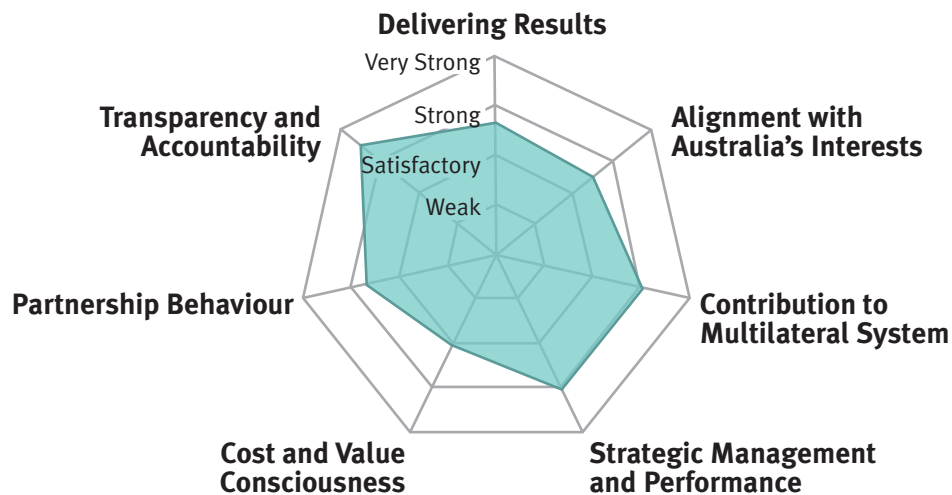 Delivering Results
Very Strong
Strong
Satisfactory
Weak
Transparency and
Accountability
Alignment with
Australia’s Interests
Partnership Behaviour
Contribution to
Multilateral System
Cost and Value
Consciousness
Strategic Management
and Performance